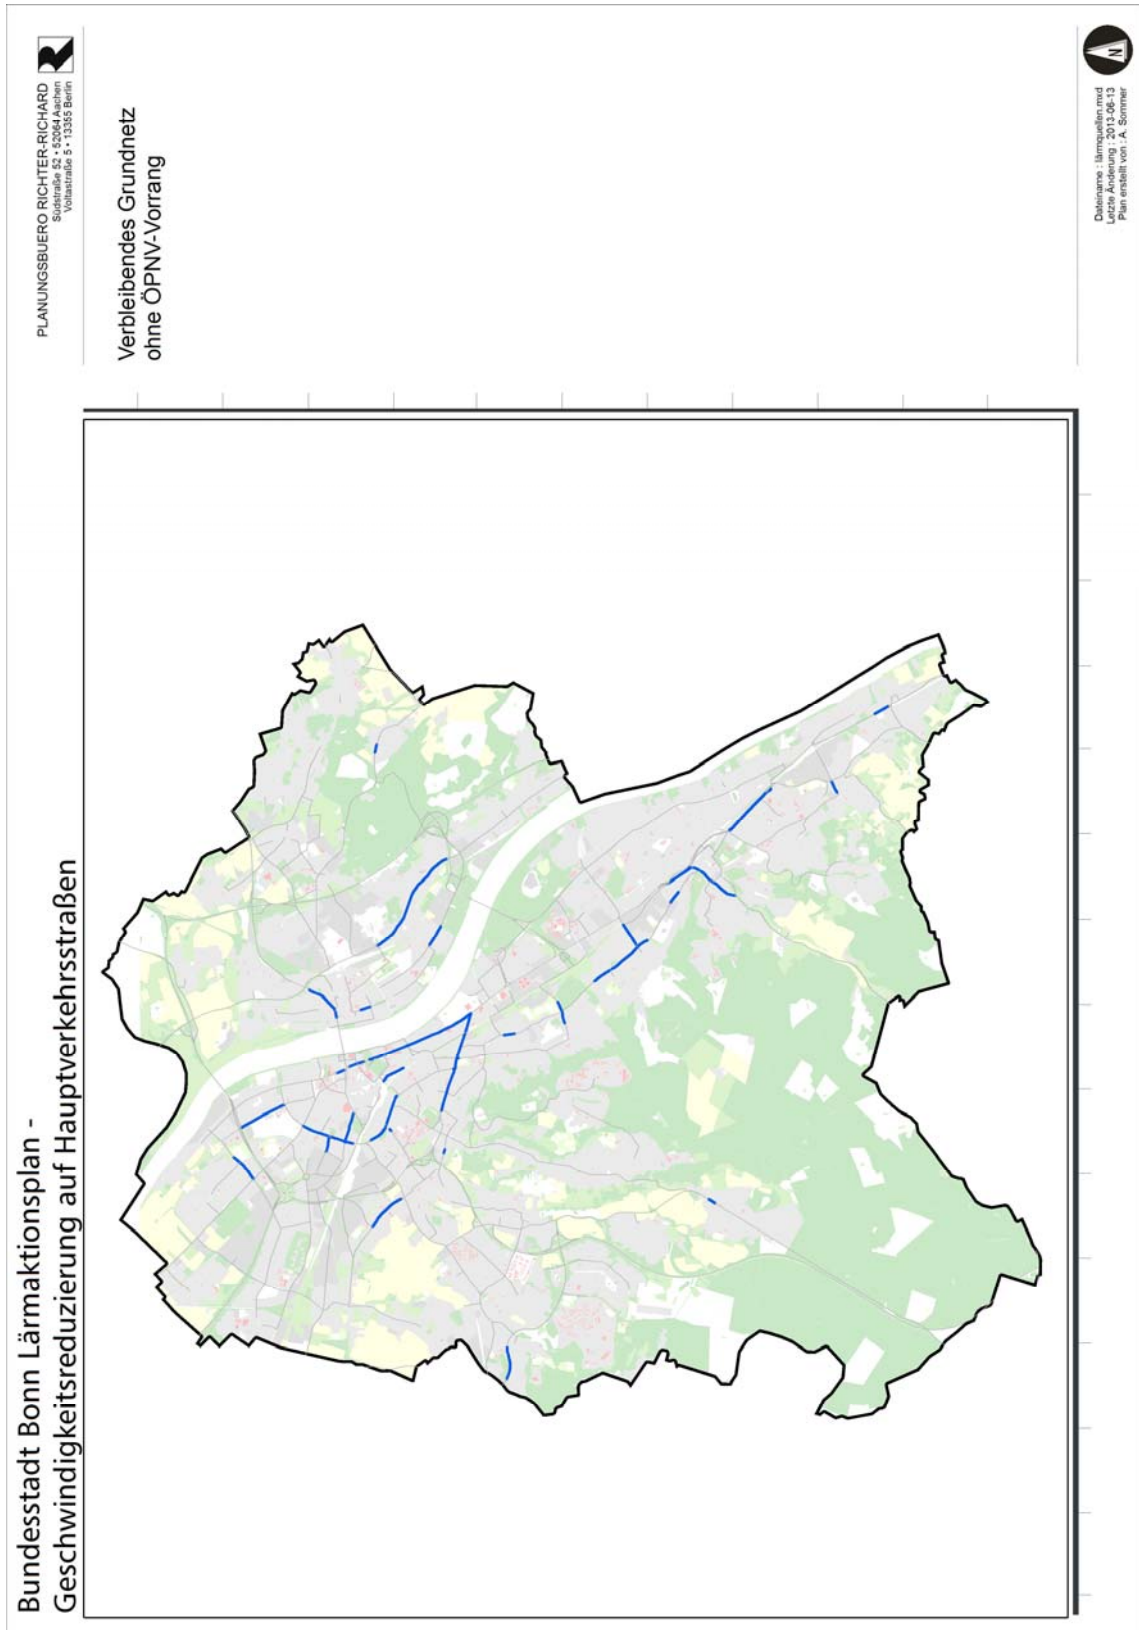 Bundesstadt Bonn Lärmaktionsplan -
Geschwindigkeitsreduzierung auf Hauptverkehrsstraßen
PLANUNGSBUERO RICHTER-RICHARD
Südstraße 52 • 52064 Aachen
Voltastraße 5 • 13355 Berlin
Verbleibendes Grundnetz
ohne ÖPNV-Vorrang
N
Dateiname : lärmquellen.mxd
Letzte Änderung : 2013-06-13
Plan erstellt von : A. Sommer